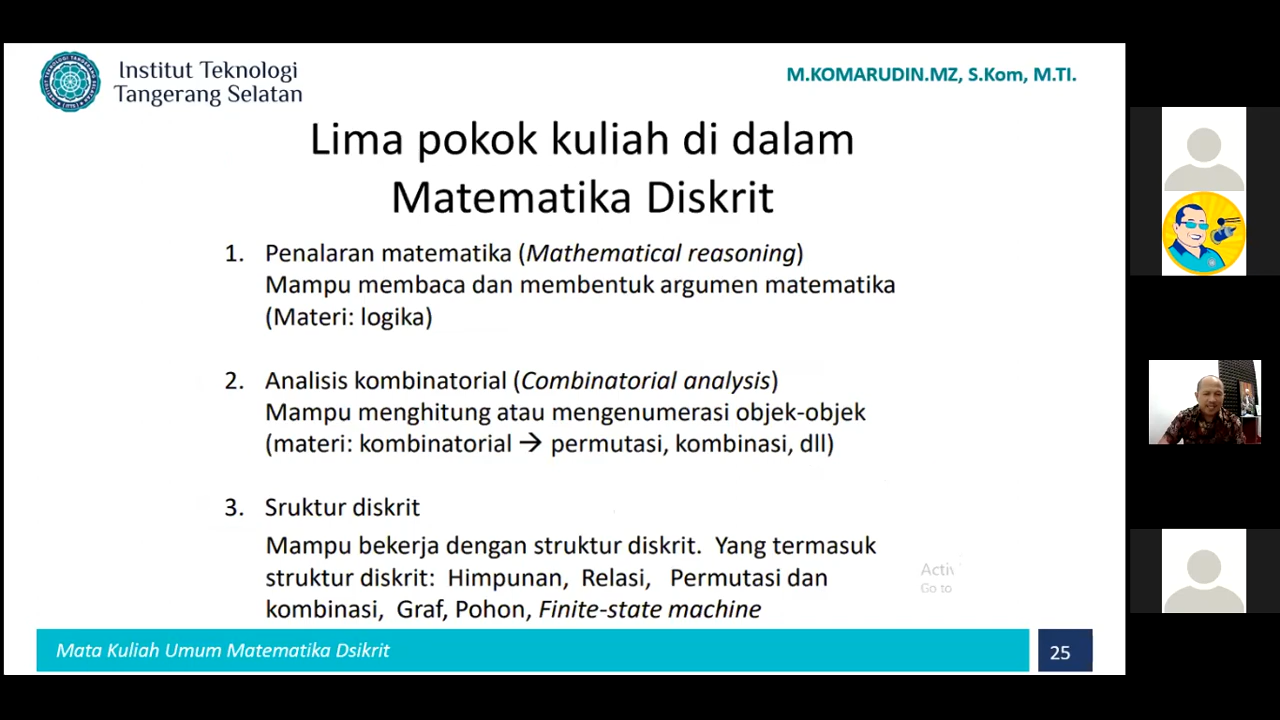 Institut Teknologi
Tangerang Selatan
M.KOMARUDIN.MZ, S.Kom, M.TI.
Lima pokok kuliah di dalam
Matematika Diskrit
1. Penalaran matematika (Mathematical reasoning)
Mampu membaca dan membentuk argumen matematika
(Materi: logika)
2. Analisis kombinatorial (Combinatorial analysis)
Mampu menghitung atau mengenumerasi objek-objek
(materi: kombinatorial → permutasi, kombinasi, dll)
3. Sruktur diskrit
Mampu bekerja dengan struktur diskrit. Yang termasuk
struktur diskrit: Himpunan, Relasi, Permutasi dan
kombinasi, Graf, Pohon, Finite-state machine
Go to
Mata Kuliah Umum Matematika Dsikrit
25